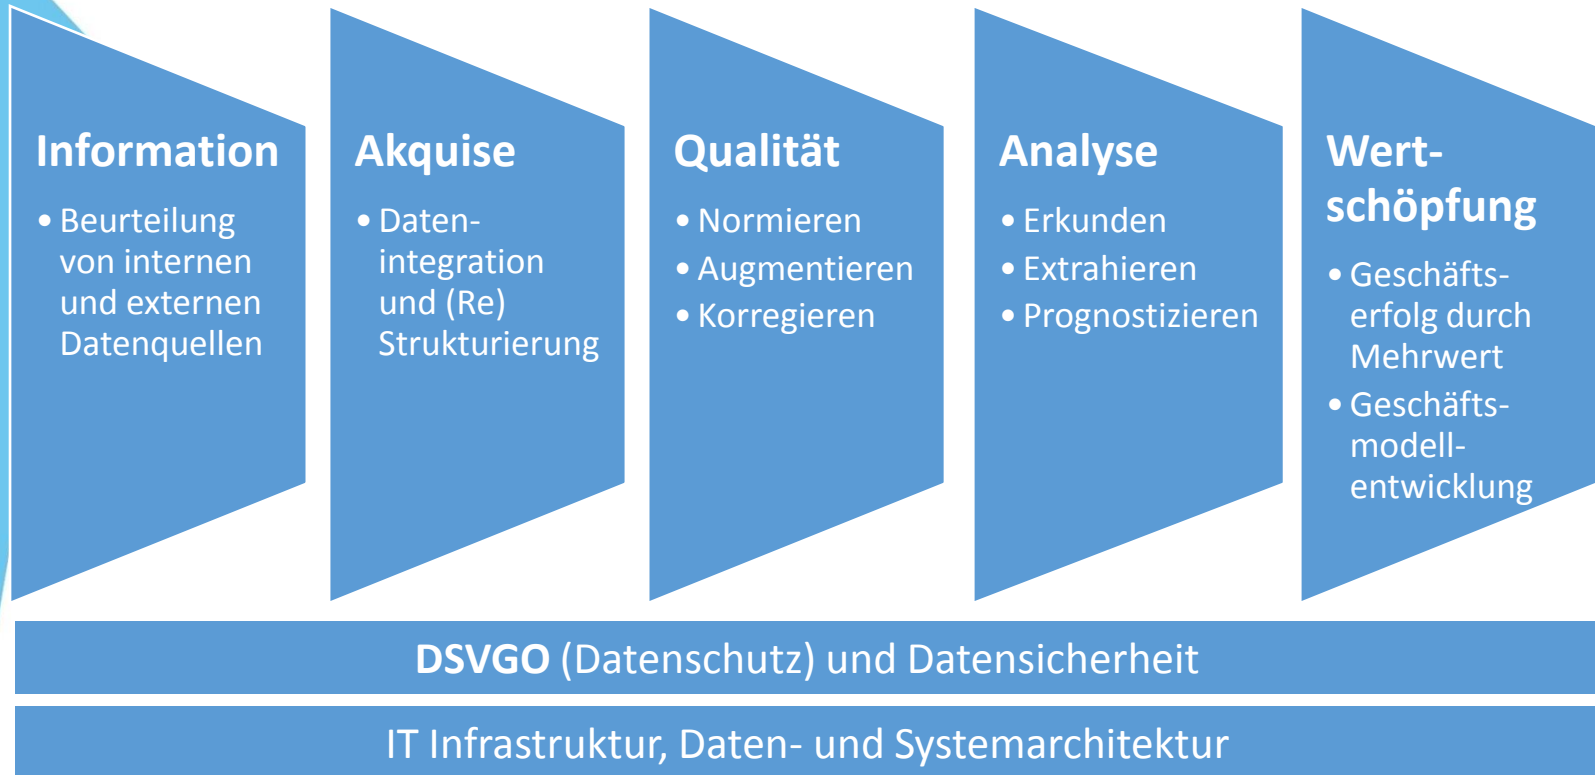 Information
• Beurteilung
von internen
und externen
Datenquellen
Akquise
• Daten-
integration
und (Re)
Strukturierung
Qualität
• Normieren
• Augmentieren
• Korregieren
Analyse
• Erkunden
• Extrahieren
• Prognostizieren
Wert-
schöpfung
• Geschäfts-
erfolg durch
Mehrwert
• Geschäfts-
modell-
entwicklung
DSVGO (Datenschutz) und Datensicherheit
IT Infrastruktur, Daten- und Systemarchitektur